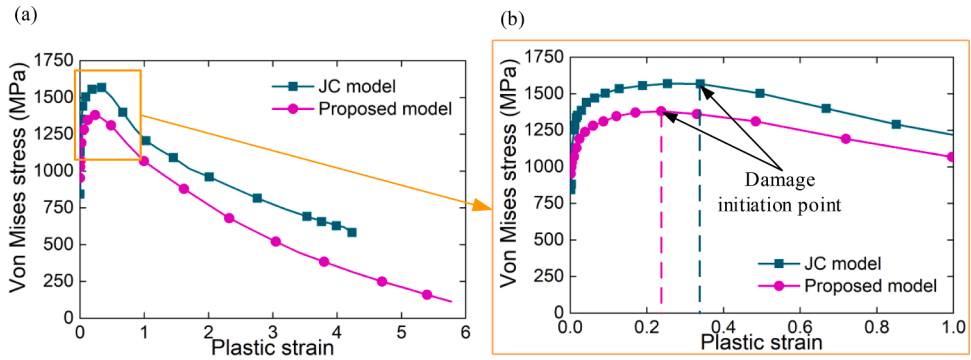 (a)
Von Mises stress (MPa)
1750
1500
1250
1000
750
500
250
0
JC model
Proposed model
0 1 2 3 4 5 6
Plastic strain
(b)
Von Mises stress (MPa)
1750
1500
1250
1000
750
500
250
0
Damage
initiation point
JC model
Proposed model
0.0 0.2 0.4 0.6 0.8 1.0
Plastic strain